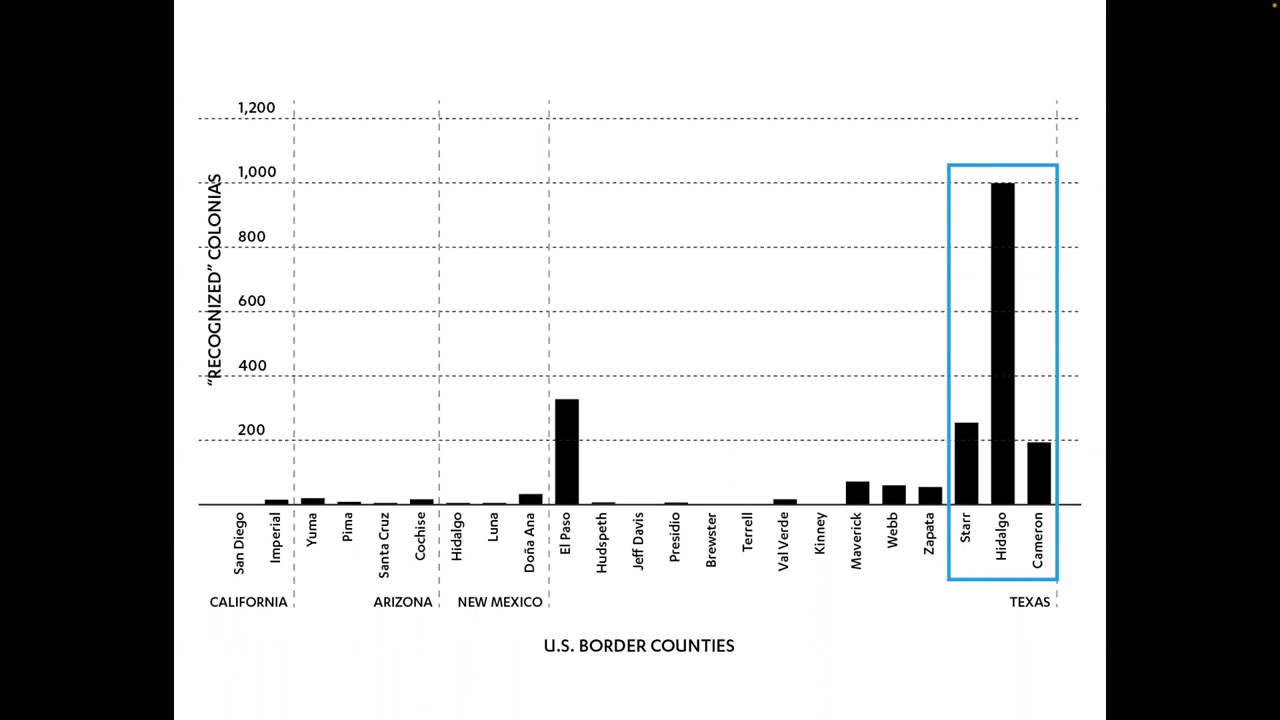 1,200
1,000
800
600
400
200
“RECOGNIZED” COLONIAS
San Diego
Imperial
Yuma
Pima
Santa Cruz
Cochise
Hidalgo
Luna
Doña Ana
El Paso
Hudspeth
Jeff Davis
Presidio
Brewster
Terrell
Val Verde
Kinney
Maverick
Webb
Zapata
Starr
Hidalgo
Cameron
CALIFORNIA
ARIZONA
NEW MEXICO
TEXAS
U.S. BORDER COUNTIES